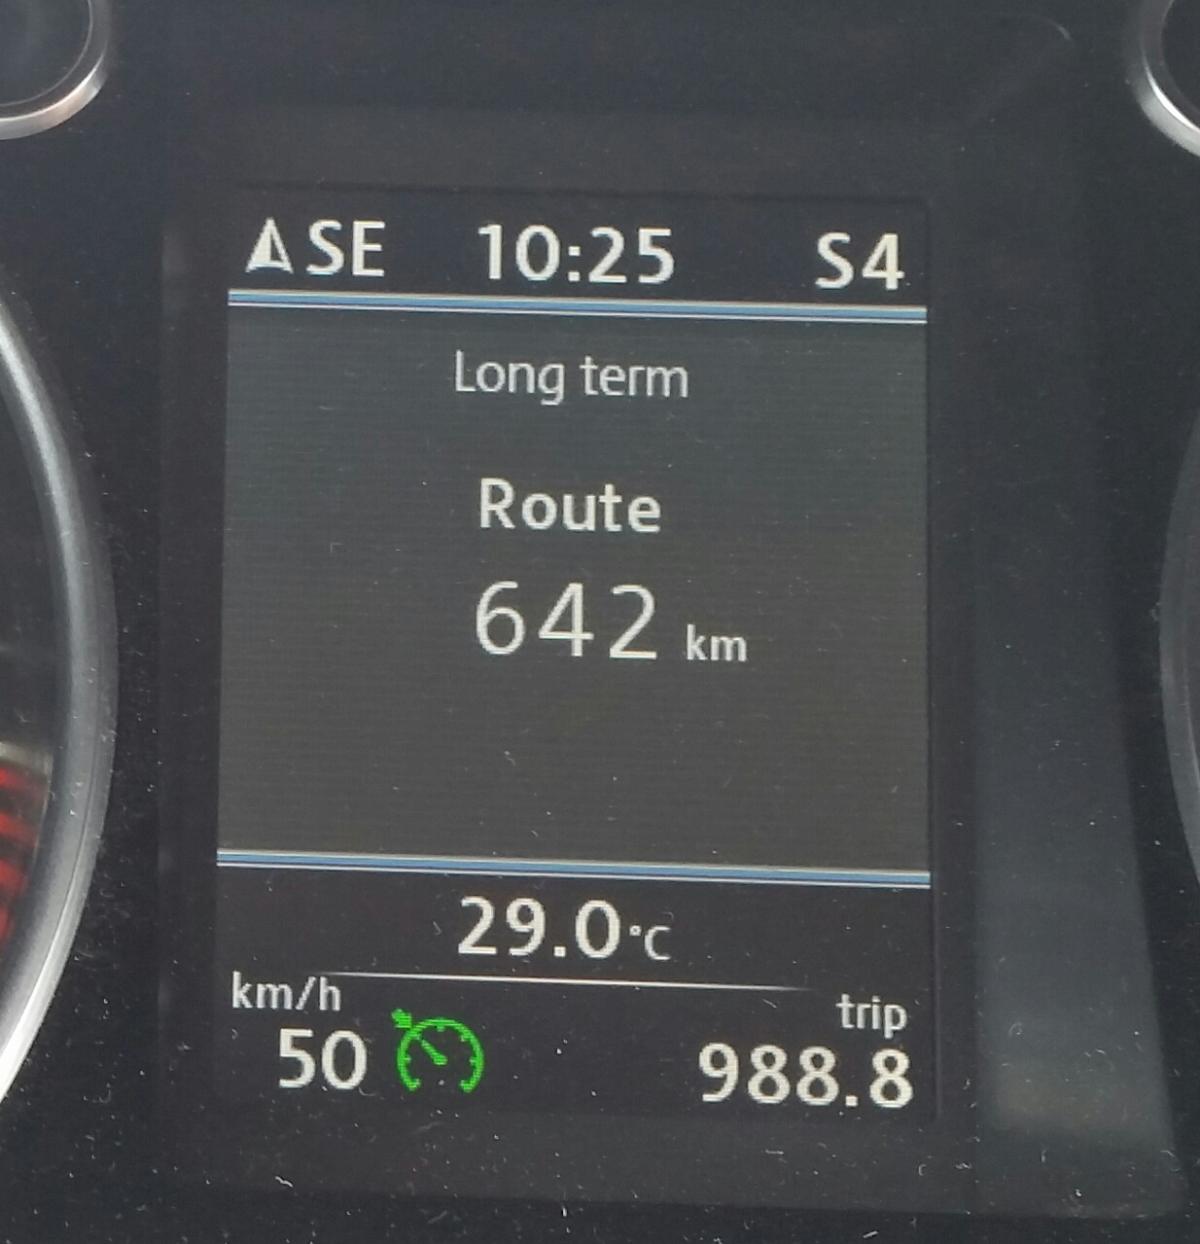 SE 10:25 S4
Long term
Route
642 km
29.0°C
km/h trip
50 988.8